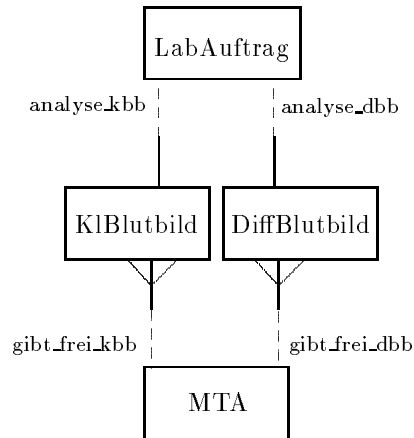 LabAuftrag
analyse_kbb
analyse_dbb
KlBlutbild
DiffBlutbild
gibt_frei_kbb
gibt_frei_dbb
MTA